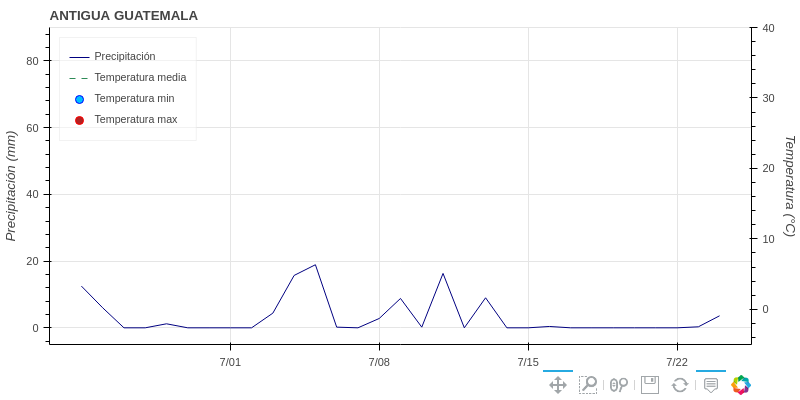 ANTIGUA GUATEMALA
Precipitación
Temperatura media
Temperatura min
Temperatura max
Precipitación (mm)
80
60
40
20
0
Temperatura (°C)
40
30
20
10
0
7/01
7/08
7/15
7/22